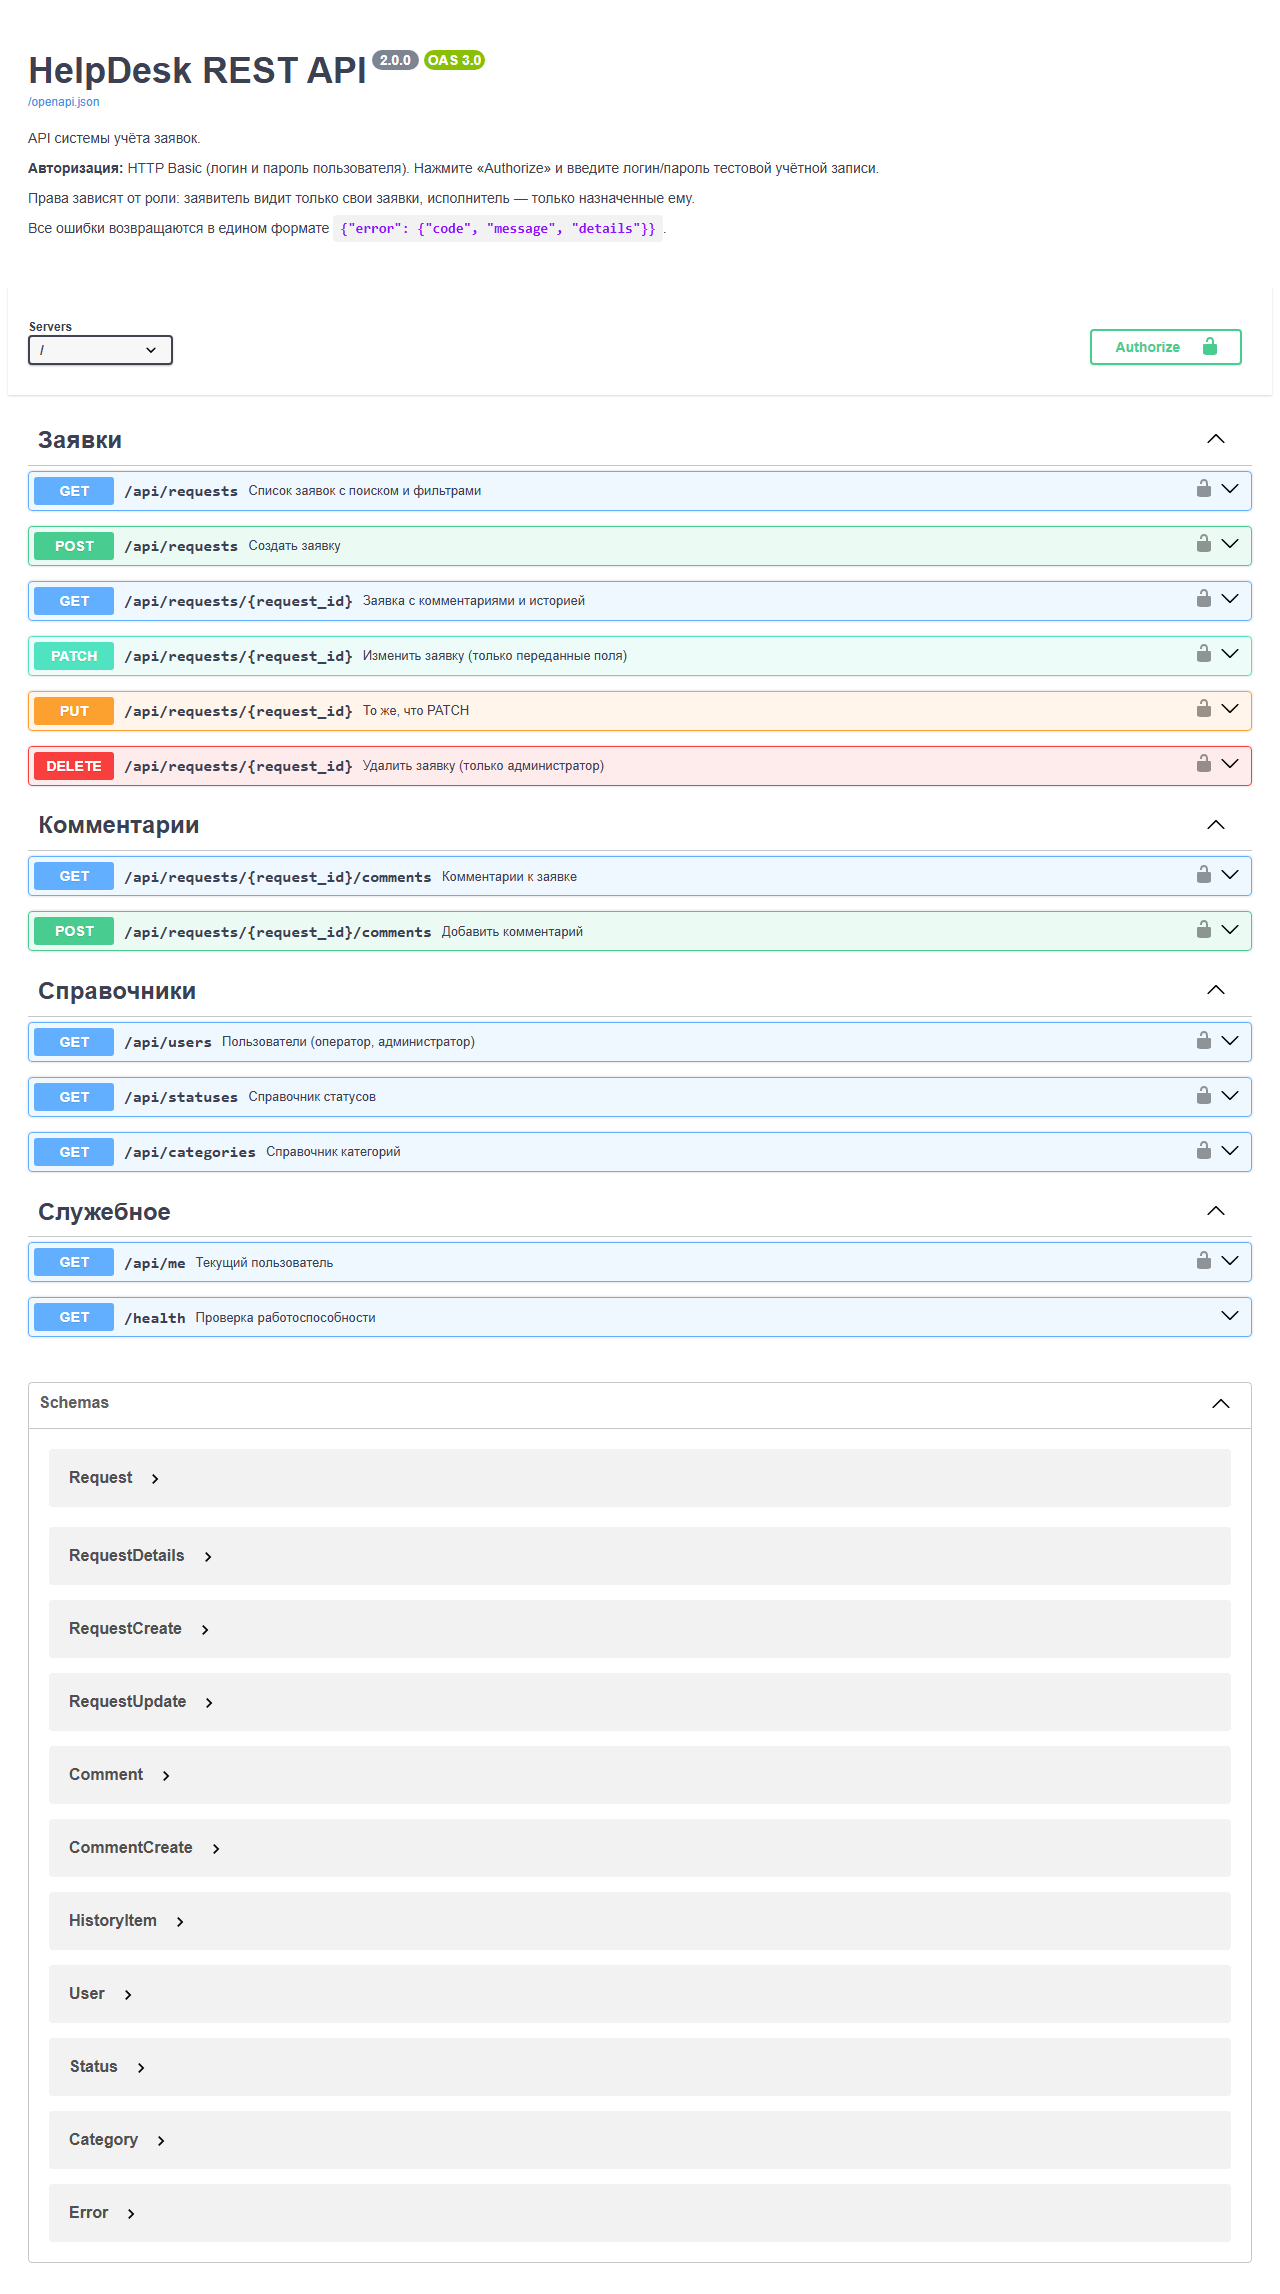 HelpDesk REST API 2.0.0 OAS 3.0
/openapi.json
API системы учёта заявок.
Авторизация: HTTP Basic (логин и пароль пользователя). Нажмите «Authorize» и введите логин/пароль тестовой учётной записи.
Права зависят от роли: заявитель видит только свои заявки, исполнитель — только назначенные ему.
Все ошибки возвращаются в едином формате {"error": {"code", "message", "details"}}.
Servers
/
Authorize
Заявки
GET /api/requests Список заявок с поиском и фильтрами
POST /api/requests Создать заявку
GET /api/requests/{request_id} Заявка с комментариями и историей
PATCH /api/requests/{request_id} Изменить заявку (только переданные поля)
PUT /api/requests/{request_id} То же, что PATCH
DELETE /api/requests/{request_id} Удалить заявку (только администратор)
Комментарии
GET /api/requests/{request_id}/comments Комментарии к заявке
POST /api/requests/{request_id}/comments Добавить комментарий
Справочники
GET /api/users Пользователи (оператор, администратор)
GET /api/statuses Справочник статусов
GET /api/categories Справочник категорий
Служебное
GET /api/me Текущий пользователь
GET /health Проверка работоспособности
Schemas
Request
RequestDetails
RequestCreate
RequestUpdate
Comment
CommentCreate
HistoryItem
User
Status
Category
Error